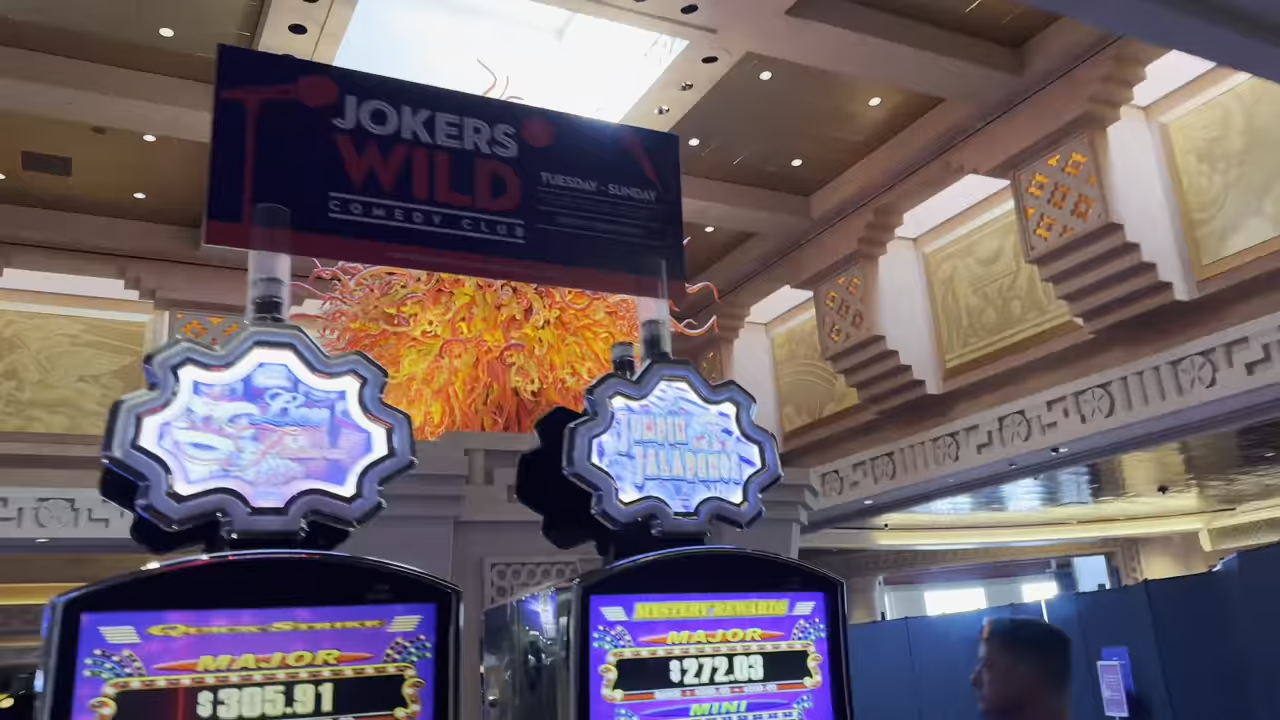 JOKERS
WILD
COMEDY CLUB
TUESDAY - SUNDAY
JUMPIN
JALAPENOS
QUICK STRIKE
MAJOR
$305.91
MYSTERY REWARDS
MAJOR
$272.03
MINI